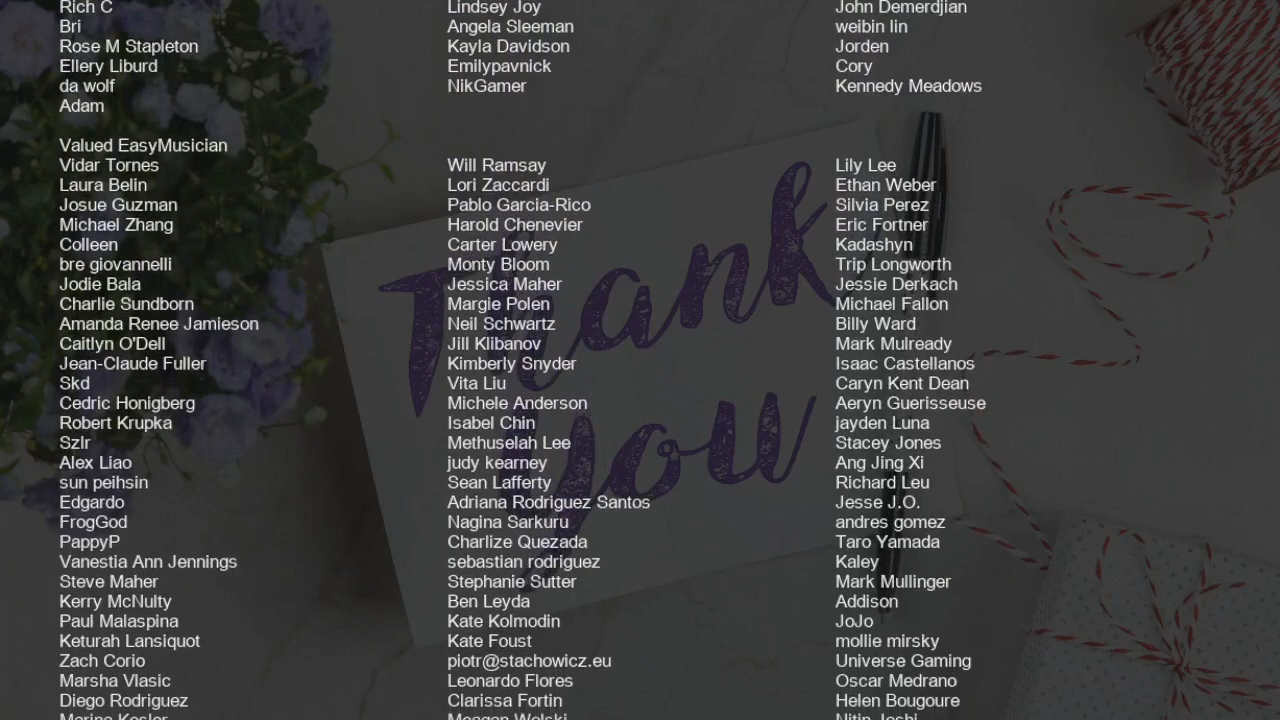 Rich C
Bri
Rose M Stapleton
Ellery Liburd
da wolf
Adam
Lindsey Joy
Angela Sleeman
Kayla Davidson
Emilypavnick
NikGamer
John Demerdjian
weibin lin
Jorden
Cory
Kennedy Meadows
Valued EasyMusician
Vidar Tornes
Laura Belin
Josue Guzman
Michael Zhang
Colleen
bre giovannelli
Jodie Bala
Charlie Sundborn
Amanda Renee Jamieson
Caitlyn O'Dell
Jean-Claude Fuller
Skd
Cedric Honigberg
Robert Krupka
Szlr
Alex Liao
sun peihsin
Edgardo
FrogGod
PappyP
Vanestia Ann Jennings
Steve Maher
Kerry McNulty
Paul Malaspina
Keturah Lansiquot
Zach Corio
Marsha Vlasic
Diego Rodriguez
Marina Kesler
Will Ramsay
Lori Zaccardi
Pablo Garcia-Rico
Harold Chenevier
Carter Lowery
Monty Bloom
Jessica Maher
Margie Polen
Neil Schwartz
Jill Klibanov
Kimberly Snyder
Vita Liu
Michele Anderson
Isabel Chin
Methuselah Lee
judy kearney
Sean Lafferty
Adriana Rodriguez Santos
Nagina Sarkuru
Charlize Quezada
sebastian rodriguez
Stephanie Sutter
Ben Leyda
Kate Kolmodin
Kate Foust
piotr@stachowicz.eu
Leonardo Flores
Clarissa Fortin
Meagan Welski
Lily Lee
Ethan Weber
Silvia Perez
Eric Fortner
Kadashyn
Trip Longworth
Jessie Derkach
Michael Fallon
Billy Ward
Mark Mulready
Isaac Castellanos
Caryn Kent Dean
Aeryn Guerisseuse
jayden Luna
Stacey Jones
Ang Jing Xi
Richard Leu
Jesse J.O.
andres gomez
Taro Yamada
Kaley
Mark Mullinger
Addison
JoJo
mollie mirsky
Universe Gaming
Oscar Medrano
Helen Bougoure
Nitin Joshi
Thank
you